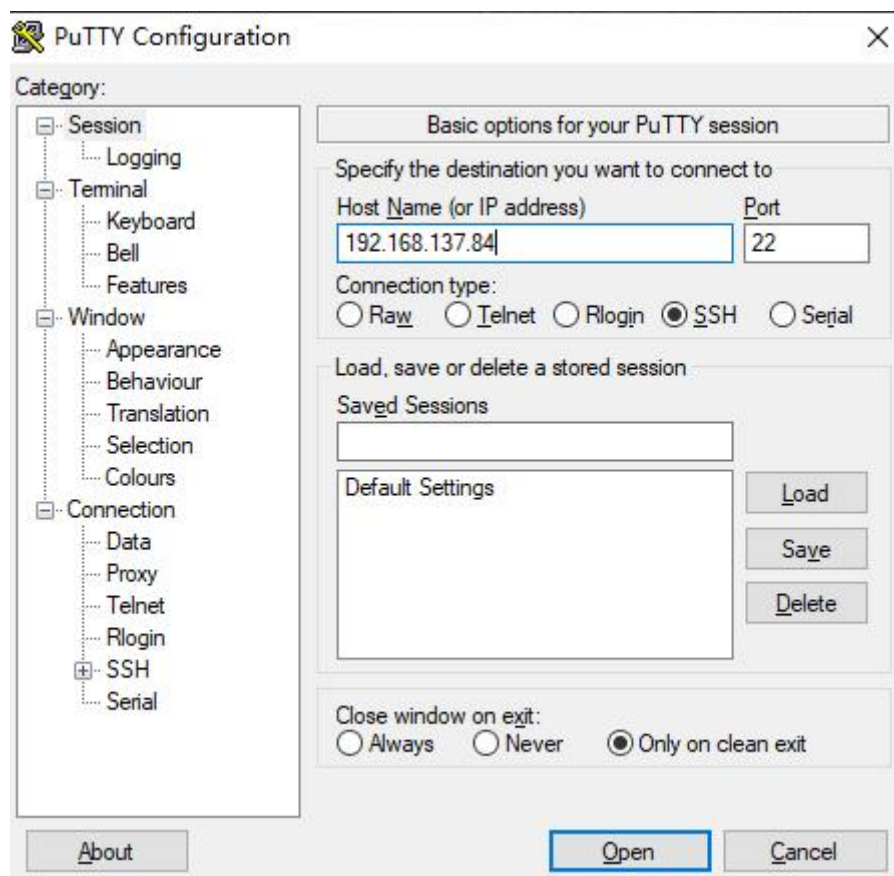 PuTTY Configuration
Category:
Session
Logging
Terminal
Keyboard
Bell
Features
Window
Appearance
Behaviour
Translation
Selection
Colours
Connection
Data
Proxy
Telnet
Rlogin
SSH
Serial
Basic options for your PuTTY session
Specify the destination you want to connect to
Host Name (or IP address) Port
192.168.137.84 22
Connection type:
Raw Telnet Rlogin SSH Serial
Load, save or delete a stored session
Saved Sessions
Default Settings
Load
Save
Delete
Close window on exit:
Always Never Only on clean exit
About Open Cancel